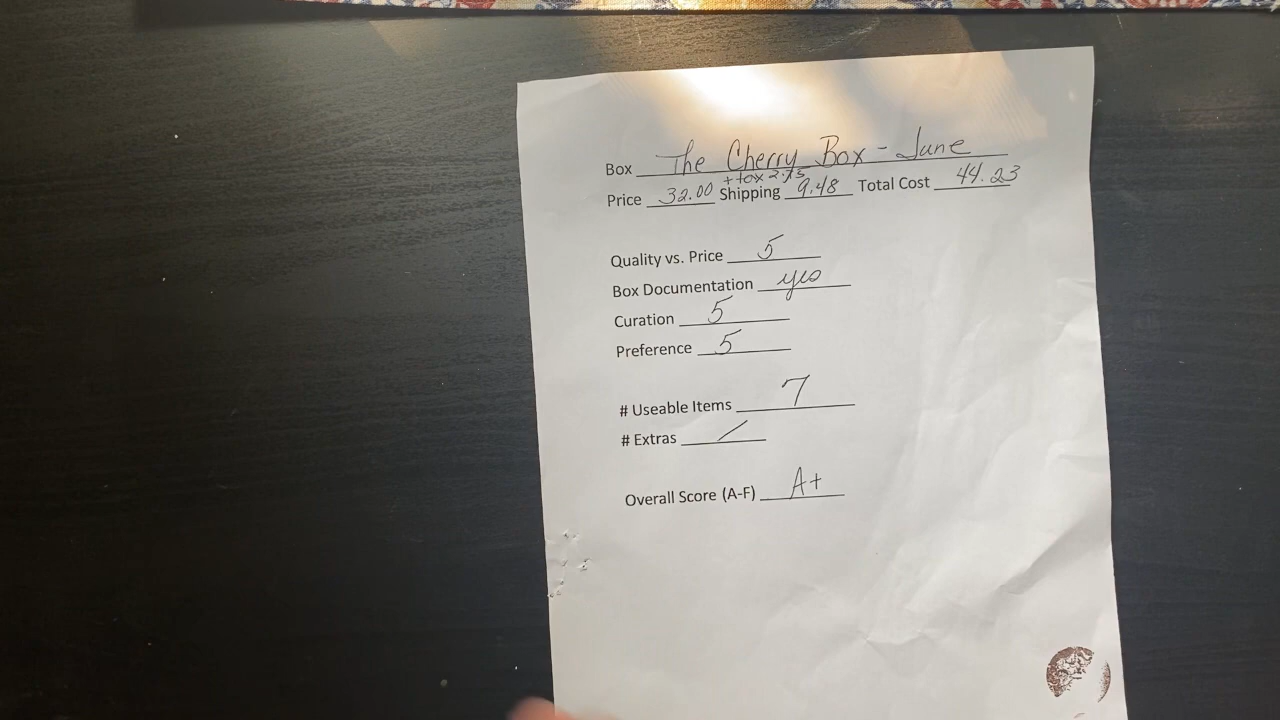 Box The Cherry Box - June
+ tax 2.75
Price 32.00 Shipping 9.48 Total Cost 44.23
Quality vs. Price 5
Box Documentation yes
Curation 5
Preference 5
# Useable Items 7
# Extras /
Overall Score (A-F) A+